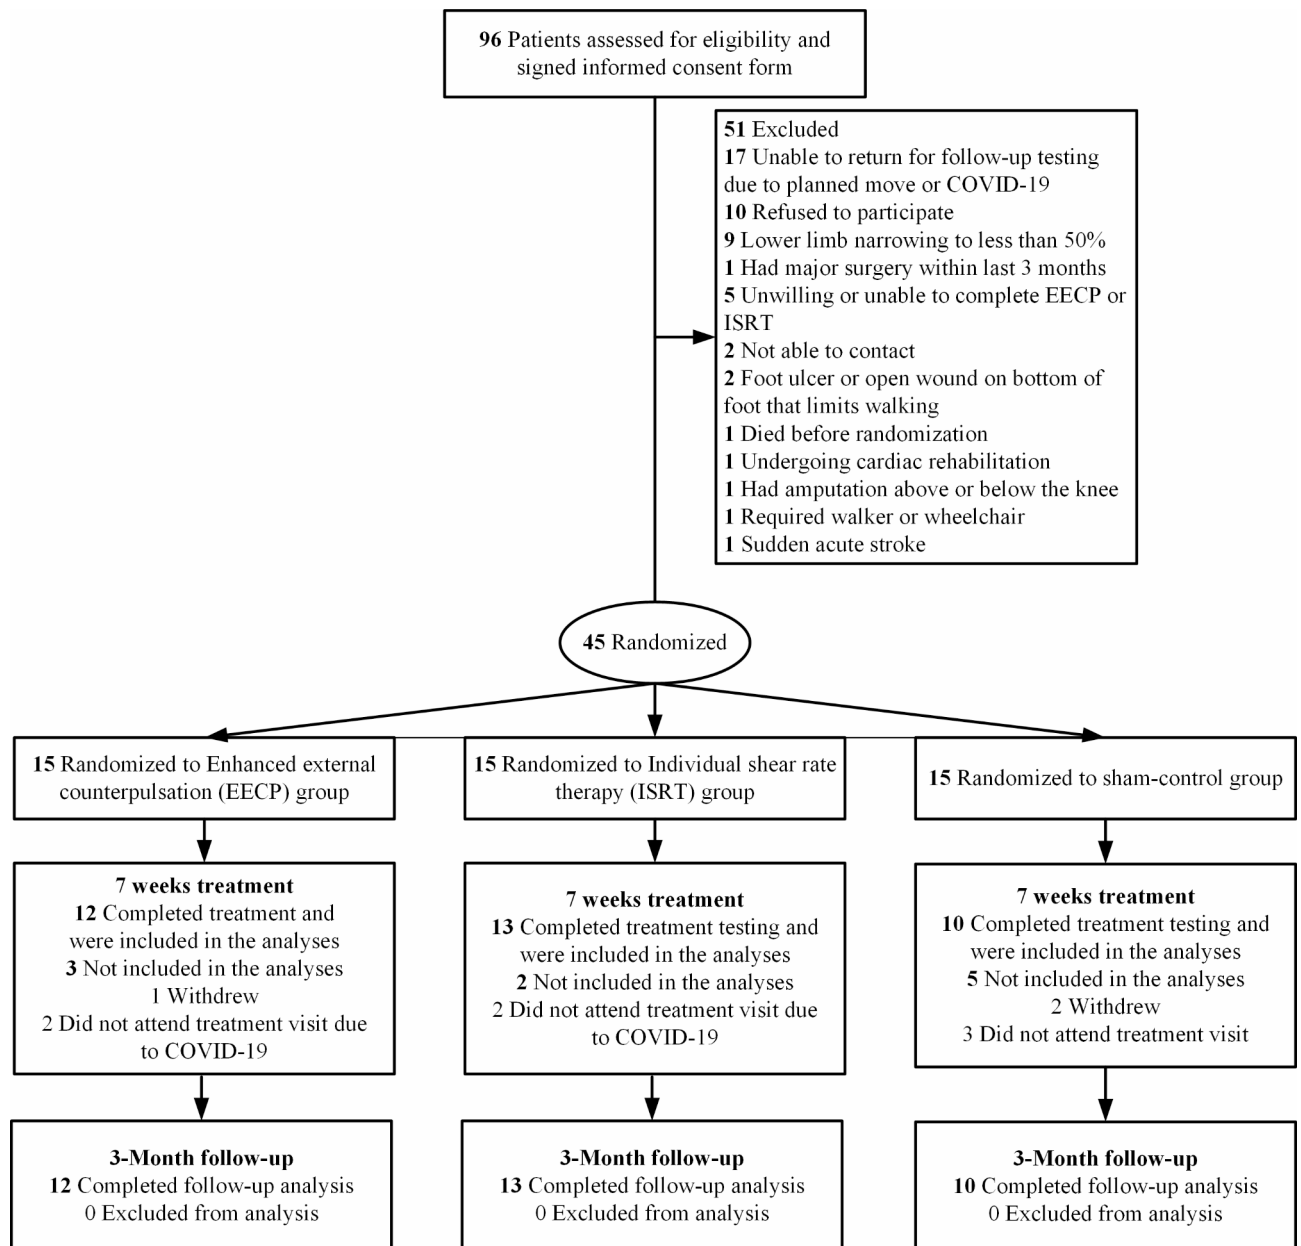 96 Patients assessed for eligibility and
signed informed consent form
51 Excluded
17 Unable to return for follow-up testing
due to planned move or COVID-19
10 Refused to participate
9 Lower limb narrowing to less than 50%
1 Had major surgery within last 3 months
5 Unwilling or unable to complete EECP or
ISRT
2 Not able to contact
2 Foot ulcer or open wound on bottom of
foot that limits walking
1 Died before randomization
1 Undergoing cardiac rehabilitation
1 Had amputation above or below the knee
1 Required walker or wheelchair
1 Sudden acute stroke
45 Randomized
15 Randomized to Enhanced external
counterpulsation (EECP) group
15 Randomized to Individual shear rate
therapy (ISRT) group
15 Randomized to sham-control group
7 weeks treatment
12 Completed treatment and
were included in the analyses
3 Not included in the analyses
1 Withdrew
2 Did not attend treatment visit due
to COVID-19
7 weeks treatment
13 Completed treatment testing and
were included in the analyses
2 Not included in the analyses
2 Did not attend treatment visit due
to COVID-19
7 weeks treatment
10 Completed treatment testing and
were included in the analyses
5 Not included in the analyses
2 Withdrew
3 Did not attend treatment visit
3-Month follow-up
12 Completed follow-up analysis
0 Excluded from analysis
3-Month follow-up
13 Completed follow-up analysis
0 Excluded from analysis
3-Month follow-up
10 Completed follow-up analysis
0 Excluded from analysis